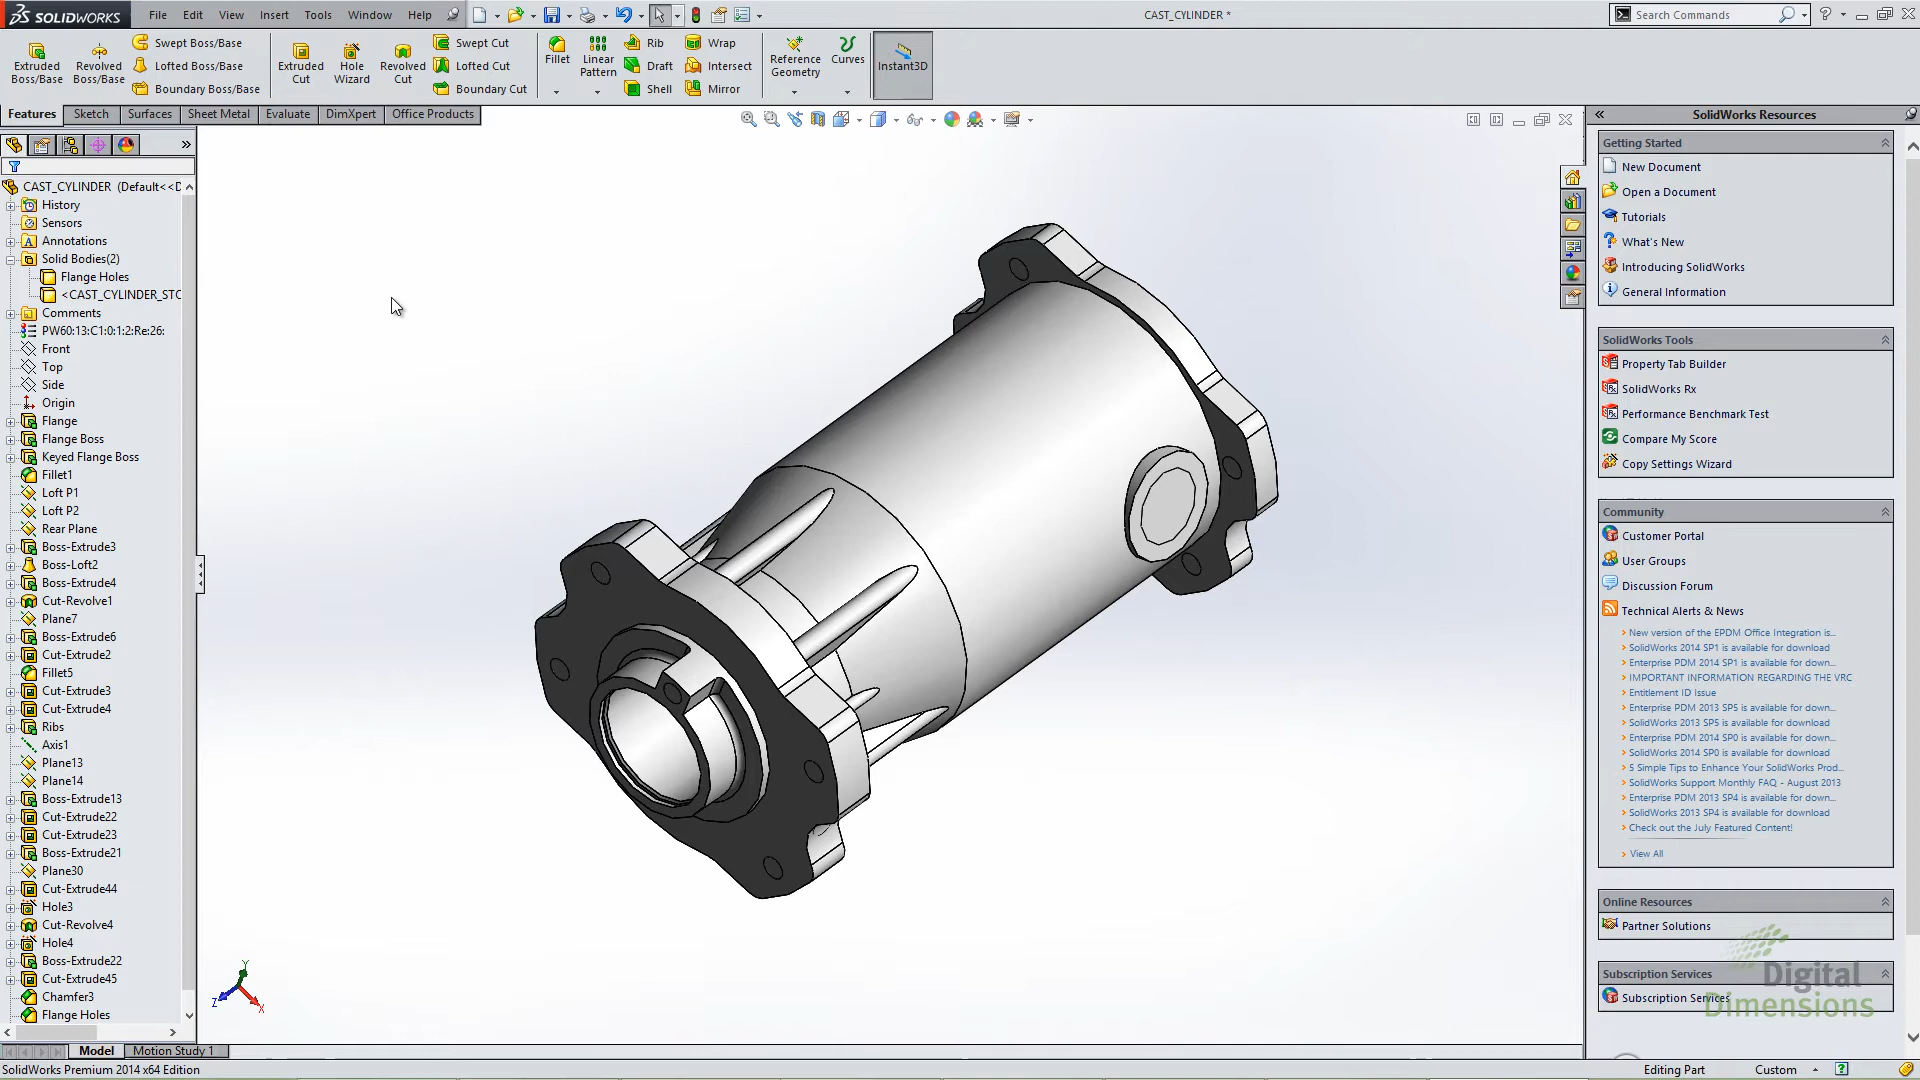 SOLIDWORKS File Edit View Insert Tools Window Help CAST_CYLINDER * Search Commands
Extruded Boss/Base
Revolved Boss/Base
Swept Boss/Base
Lofted Boss/Base
Boundary Boss/Base
Extruded Cut
Hole Wizard
Revolved Cut
Swept Cut
Lofted Cut
Boundary Cut
Fillet
Linear Pattern
Rib
Draft
Shell
Wrap
Intersect
Mirror
Reference Geometry
Curves
Instant3D
Features Sketch Surfaces Sheet Metal Evaluate DimXpert Office Products
CAST_CYLINDER (Default<<D
History
Sensors
Annotations
Solid Bodies(2)
Flange Holes
<CAST_CYLINDER_STC
Comments
PW60:13:C1:0:1:2:Re:26:
Front
Top
Side
Origin
Flange
Flange Boss
Keyed Flange Boss
Fillet1
Loft P1
Loft P2
Rear Plane
Boss-Extrude3
Boss-Loft2
Boss-Extrude4
Cut-Revolve1
Plane7
Boss-Extrude6
Cut-Extrude2
Fillet5
Cut-Extrude3
Cut-Extrude4
Ribs
Axis1
Plane13
Plane14
Boss-Extrude13
Cut-Extrude22
Cut-Extrude23
Boss-Extrude21
Plane30
Cut-Extrude44
Hole3
Cut-Revolve4
Hole4
Boss-Extrude22
Cut-Extrude45
Chamfer3
Flange Holes
Y
Z
X
SolidWorks Resources
Getting Started
New Document
Open a Document
Tutorials
What's New
Introducing SolidWorks
General Information
SolidWorks Tools
Property Tab Builder
SolidWorks Rx
Performance Benchmark Test
Compare My Score
Copy Settings Wizard
Community
Customer Portal
User Groups
Discussion Forum
Technical Alerts & News
New version of the EPDM Office Integration is...
SolidWorks 2014 SP1 is available for download
Enterprise PDM 2014 SP1 is available for down...
IMPORTANT INFORMATION REGARDING THE VRC
Entitlement ID Issue
Enterprise PDM 2013 SP5 is available for down...
SolidWorks 2013 SP5 is available for download
Enterprise PDM 2014 SP0 is available for down...
SolidWorks 2014 SP0 is available for download
5 Simple Tips to Enhance Your SolidWorks Prod...
SolidWorks Support Monthly FAQ - August 2013
Enterprise PDM 2013 SP4 is available for down...
SolidWorks 2013 SP4 is available for download
Check out the July Featured Content!
View All
Online Resources
Partner Solutions
Subscription Services
Subscription Services
Digital
Dimensions
Model Motion Study 1
SolidWorks Premium 2014 x64 Edition Editing Part Custom